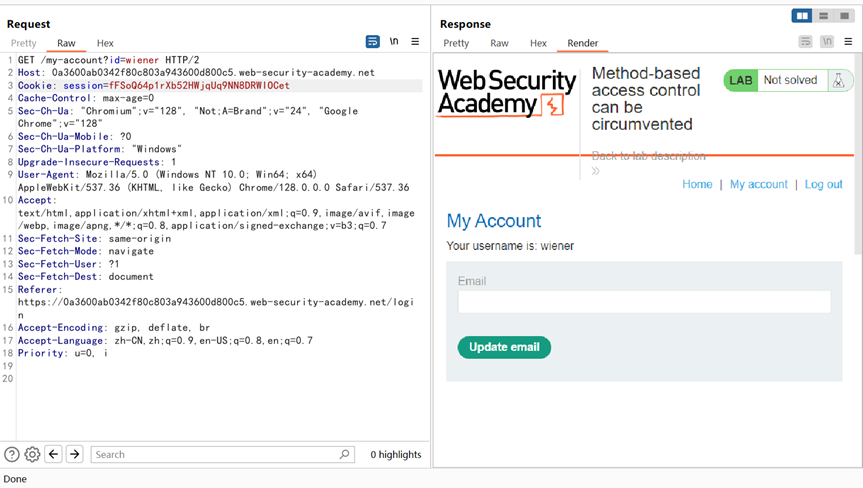 Request
Pretty Raw Hex \n
1 GET /my-account?id=wiener HTTP/2
2 Host: 0a3600ab0342f80c803a943600d800c5.web-security-academy.net
3 Cookie: session=fFSoQ64p1rXb52HWjqUq9NN8DRWIOCet
4 Cache-Control: max-age=0
5 Sec-Ch-Ua: "Chromium";v="128", "Not;A=Brand";v="24", "Google
Chrome";v="128"
6 Sec-Ch-Ua-Mobile: ?0
7 Sec-Ch-Ua-Platform: "Windows"
8 Upgrade-Insecure-Requests: 1
9 User-Agent: Mozilla/5.0 (Windows NT 10.0; Win64; x64)
AppleWebKit/537.36 (KHTML, like Gecko) Chrome/128.0.0.0 Safari/537.36
10 Accept:
text/html,application/xhtml+xml,application/xml;q=0.9,image/avif,image
/webp,image/apng,*/*;q=0.8,application/signed-exchange;v=b3;q=0.7
11 Sec-Fetch-Site: same-origin
12 Sec-Fetch-Mode: navigate
13 Sec-Fetch-User: ?1
14 Sec-Fetch-Dest: document
15 Referer:
https://0a3600ab0342f80c803a943600d800c5.web-security-academy.net/logi
n
16 Accept-Encoding: gzip, deflate, br
17 Accept-Language: zh-CN,zh;q=0.9,en-US;q=0.8,en;q=0.7
18 Priority: u=0, i
19
20
Search
0 highlights
Done
Response
Pretty Raw Hex Render \n
Web Security
Academy
Method-based
access control
can be
circumvented
LAB Not solved
Back to lab description
»
Home | My account | Log out
My Account
Your username is: wiener
Email
Update email